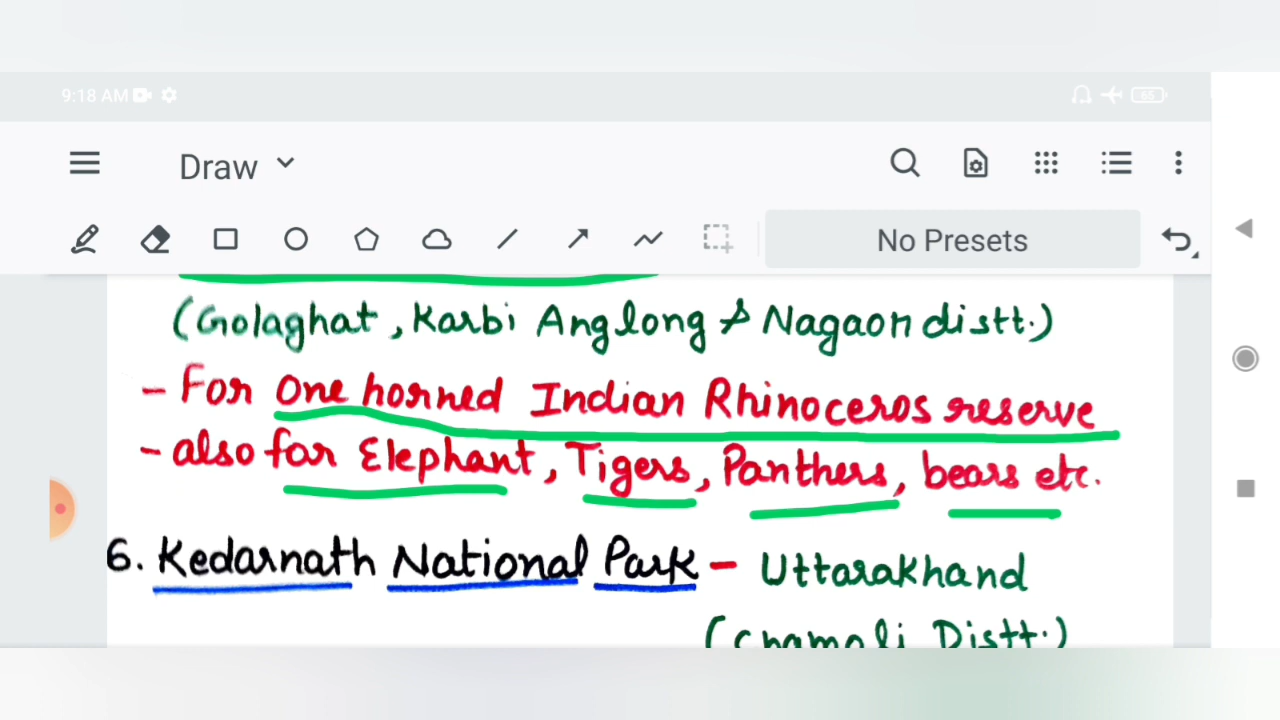 9:18 AM 65
Draw
No Presets
(Golaghat, Karbi Anglong & Nagaon distt.)
- For One horned Indian Rhinoceros reserve
- also for Elephant, Tigers, Panthers, bears etc.
6. Kedarnath National Park - Uttarakhand
(Chamoli Distt.)